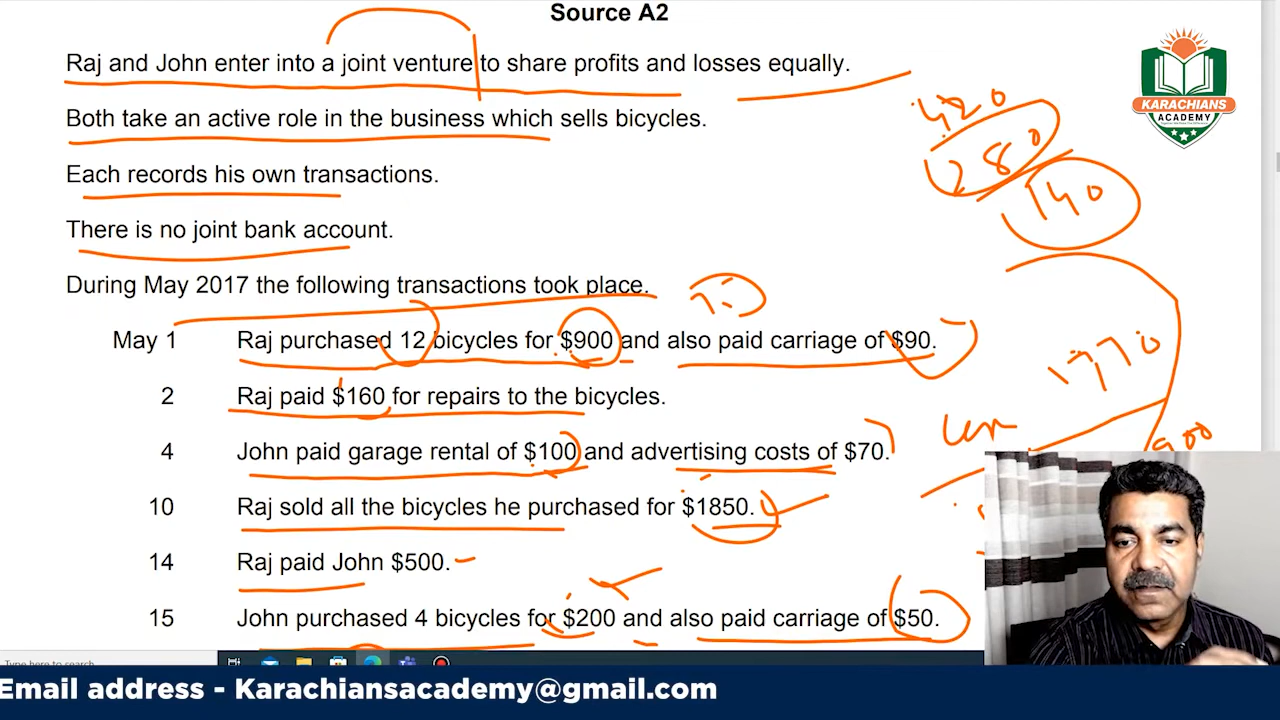 Source A2
Raj and John enter into a joint venture to share profits and losses equally.
KARACHIANS
ACADEMY
420
Both take an active role in the business which sells bicycles.
280
Each records his own transactions.
140
There is no joint bank account.
During May 2017 the following transactions took place.
May 1 Raj purchased 12 bicycles for $900 and also paid carriage of $90.
1770
2 Raj paid $160 for repairs to the bicycles.
4 John paid garage rental of $100 and advertising costs of $70.
900
10 Raj sold all the bicycles he purchased for $1850.
14 Raj paid John $500.
15 John purchased 4 bicycles for $200 and also paid carriage of $50.
Type here to search
Email address - Karachiansacademy@gmail.com